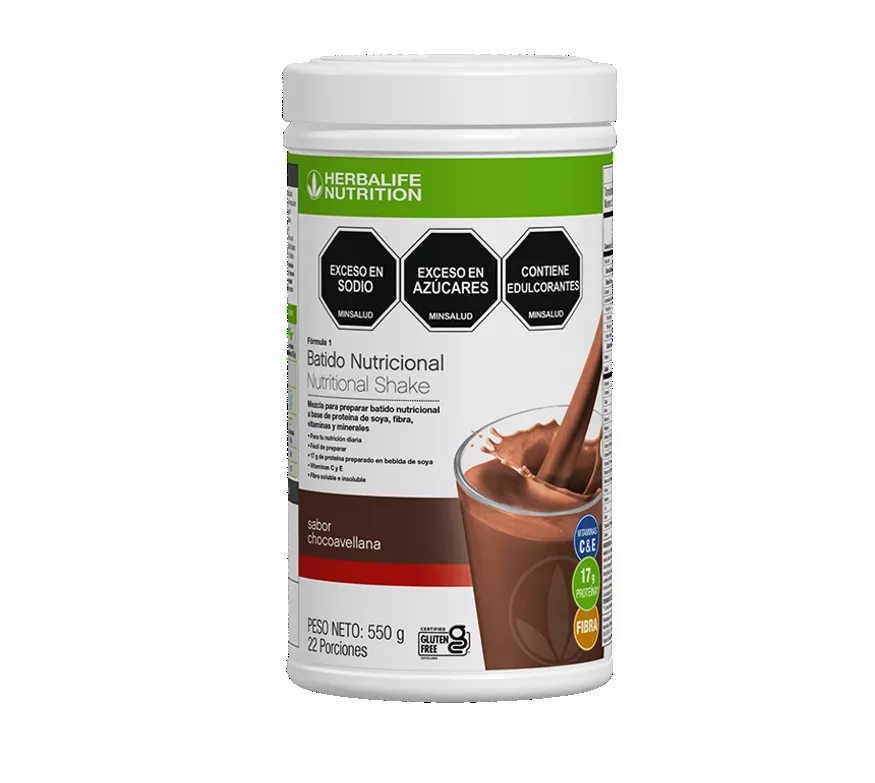 HERBALIFE
NUTRITION
EXCESO EN
SODIO
MINSALUD
EXCESO EN
AZÚCARES
MINSALUD
CONTIENE
EDULCORANTES
MINSALUD
Fórmula 1
Batido Nutricional
Nutritional Shake
Mezcla para preparar batido nutricional
a base de proteína de soya, fibra,
vitaminas y minerales
• Para tu nutrición diaria
• Fácil de preparar
• 17 g de proteína preparado en bebida de soya
• Vitaminas C y E
• Fibra soluble e insoluble
sabor
chocoavellana
VITAMINAS
C & E
17 g
PROTEÍNA
FIBRA
PESO NETO: 550 g
22 Porciones
CERTIFIED
GLUTEN
FREE